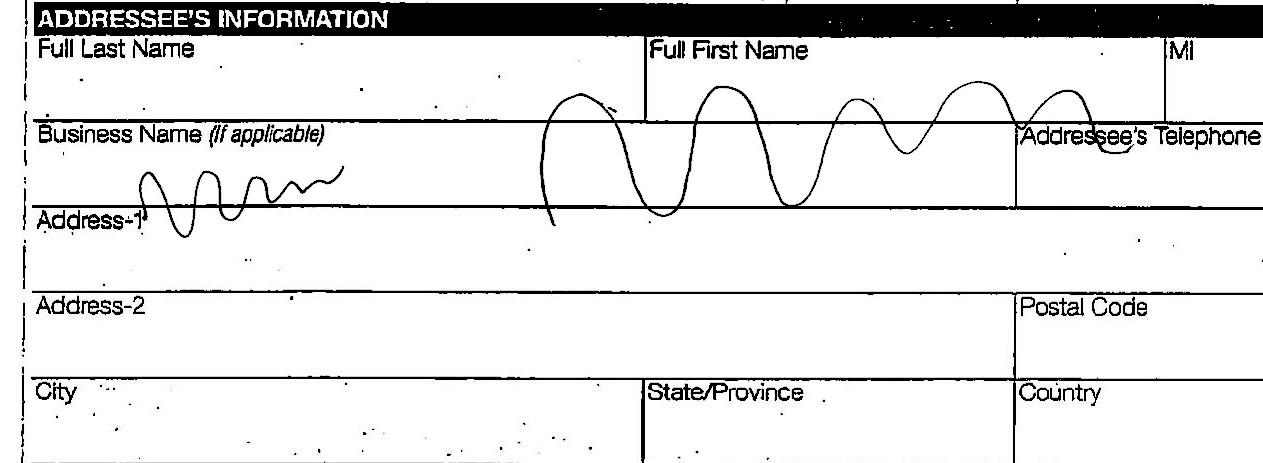 ADDRESSEE'S INFORMATION
Full Last Name Full First Name MI
Business Name (If applicable) Addressee's Telephone
Address-1
Address-2 Postal Code
City State/Province Country